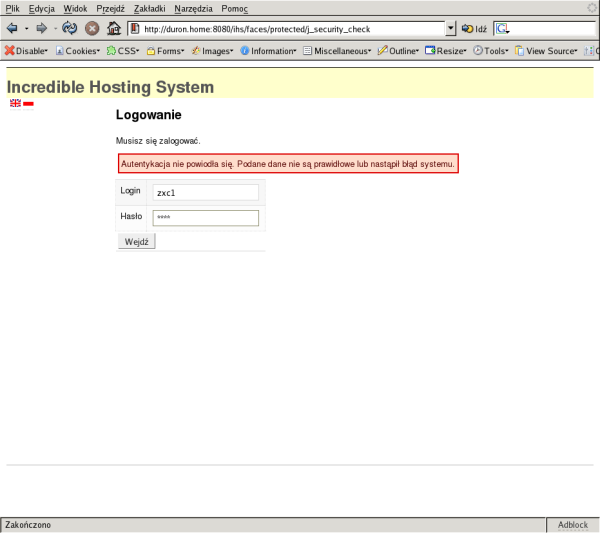 Plik Edycja Widok Przejdź Zakładki Narzędzia Pomoc
http://duron.home:8080/ihs/faces/protected/j_security_check Idź G
Disable Cookies CSS Forms Images Information Miscellaneous Outline Resize Tools View Source
Incredible Hosting System
Logowanie
Musisz się zalogować.
Autentykacja nie powiodła się. Podane dane nie są prawidłowe lub nastąpił błąd systemu.
Login zxc1
Hasło ****
Wejdź
Zakończono Adblock